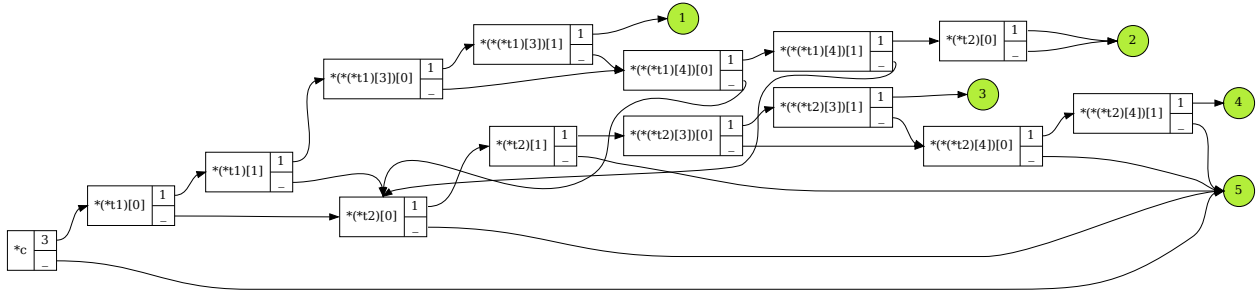 1
*(*(*t1)[3])[1] 1 _
*(*t2)[0] 1 _
2
*(*(*t1)[4])[1] 1 _
*(*(*t1)[3])[0] 1 _
*(*(*t1)[4])[0] 1 _
3
*(*(*t2)[3])[1] 1 _
4
*(*(*t2)[4])[1] 1 _
*(*t2)[1] 1 _
*(*(*t2)[3])[0] 1 _
*(*(*t2)[4])[0] 1 _
*(*t1)[1] 1 _
5
*(*t1)[0] 1 _
*(*t2)[0] 1 _
*c 3 _